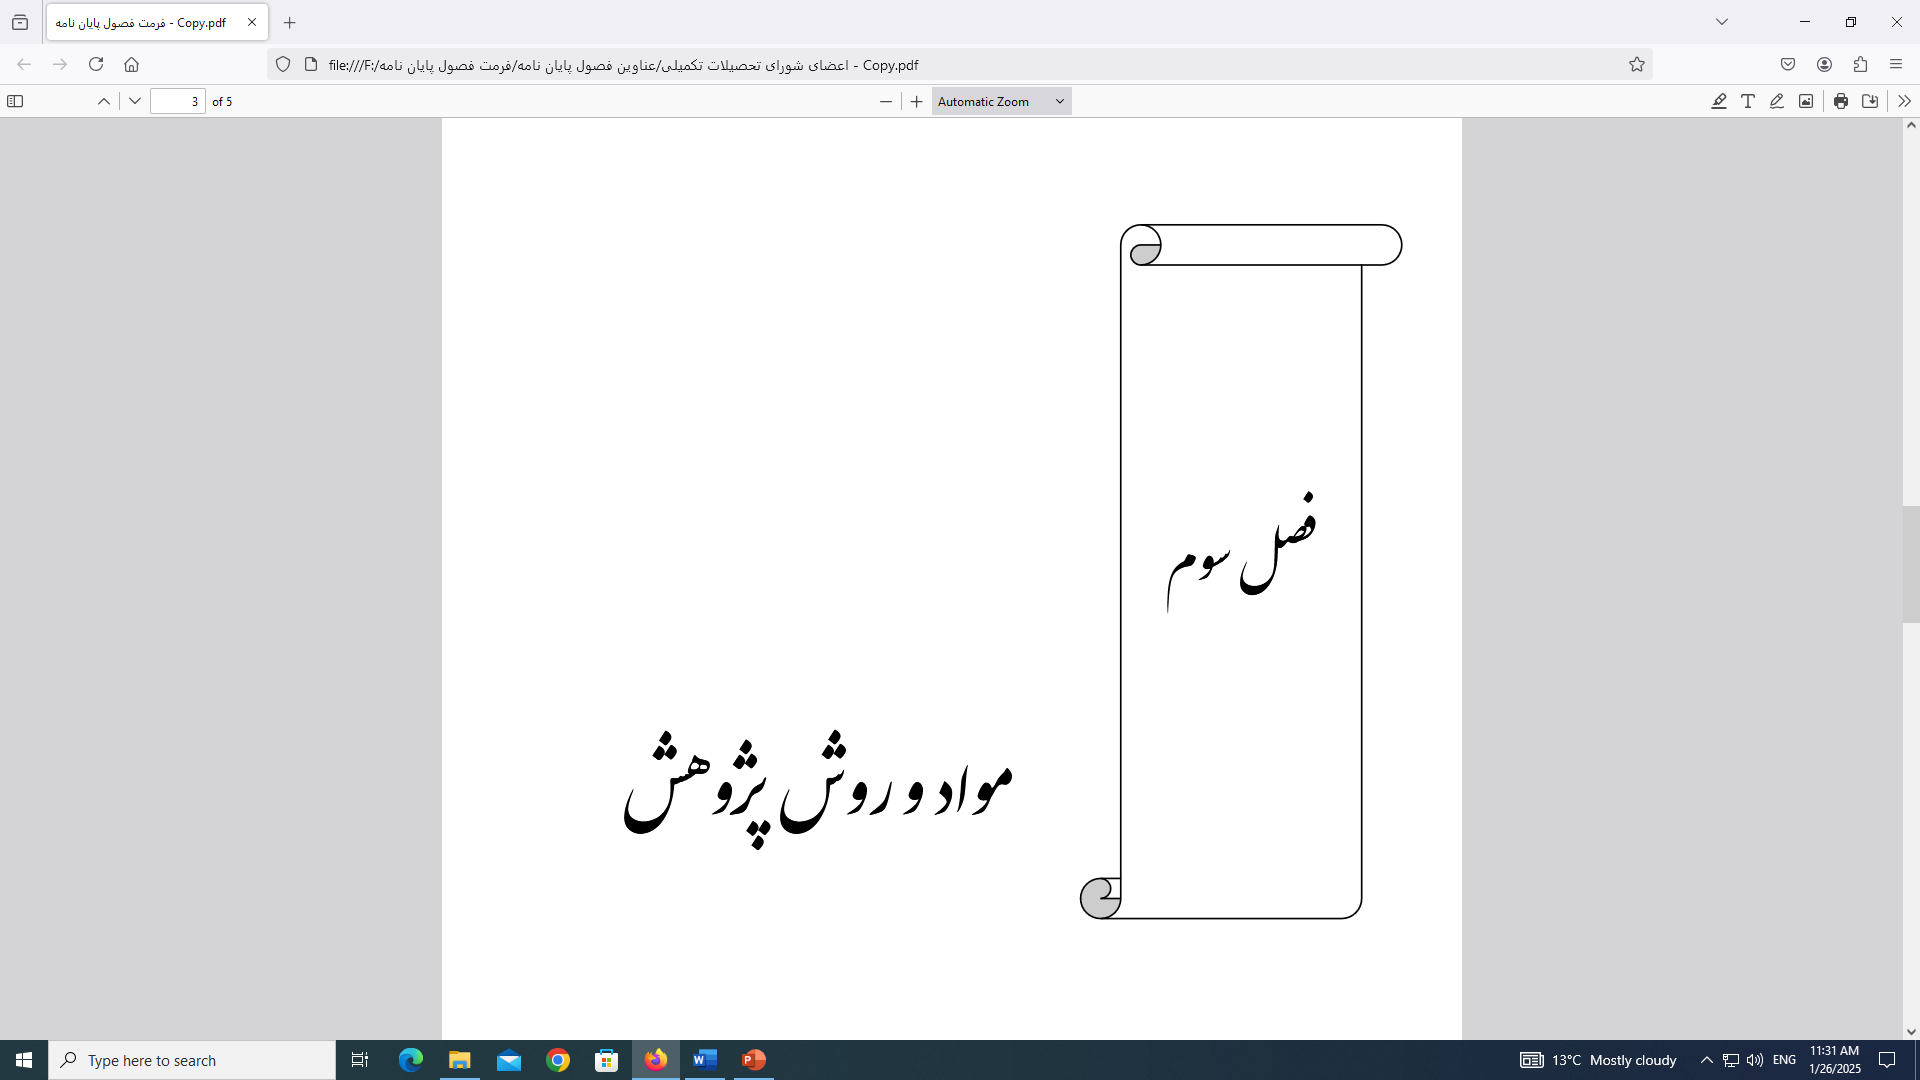 فرمت فصول پایان نامه - Copy.pdf
file:///F:/اعضای شورای تحصیلات تکمیلی/عناوین فصول پایان نامه/فرمت فصول پایان نامه - Copy.pdf
3 of 5
Automatic Zoom
فصل سوم
مواد و روش پژوهش
Type here to search
W
P
13°C Mostly cloudy
ENG
11:31 AM
1/26/2025